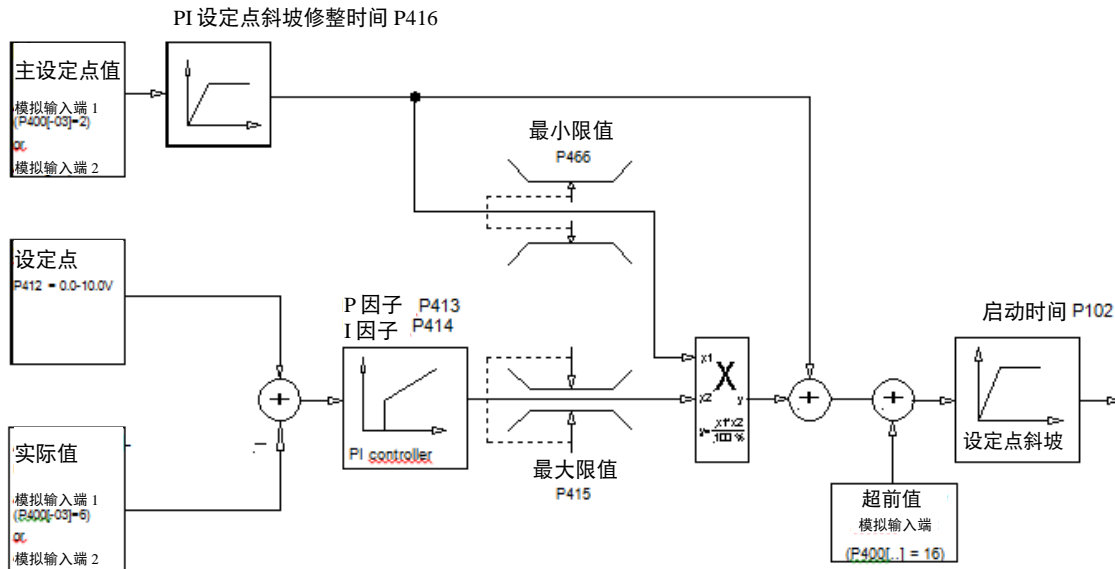 PI 设定点斜坡修整时间 P416
主设定点值
模拟输入端 1
(P400[-03]=2)
or
模拟输入端 2
最小限值
P466
设定点
P412 = 0.0-10.0V
P 因子 P413
I 因子 P414
PI controller
最大限值
P415
x1
x2
X
y
y=x1*x2
100 %
启动时间 P102
设定点斜坡
实际值
模拟输入端 1
(P400[-03]=6)
or
模拟输入端 2
超前值
模拟输入端
(P400[..] = 16)